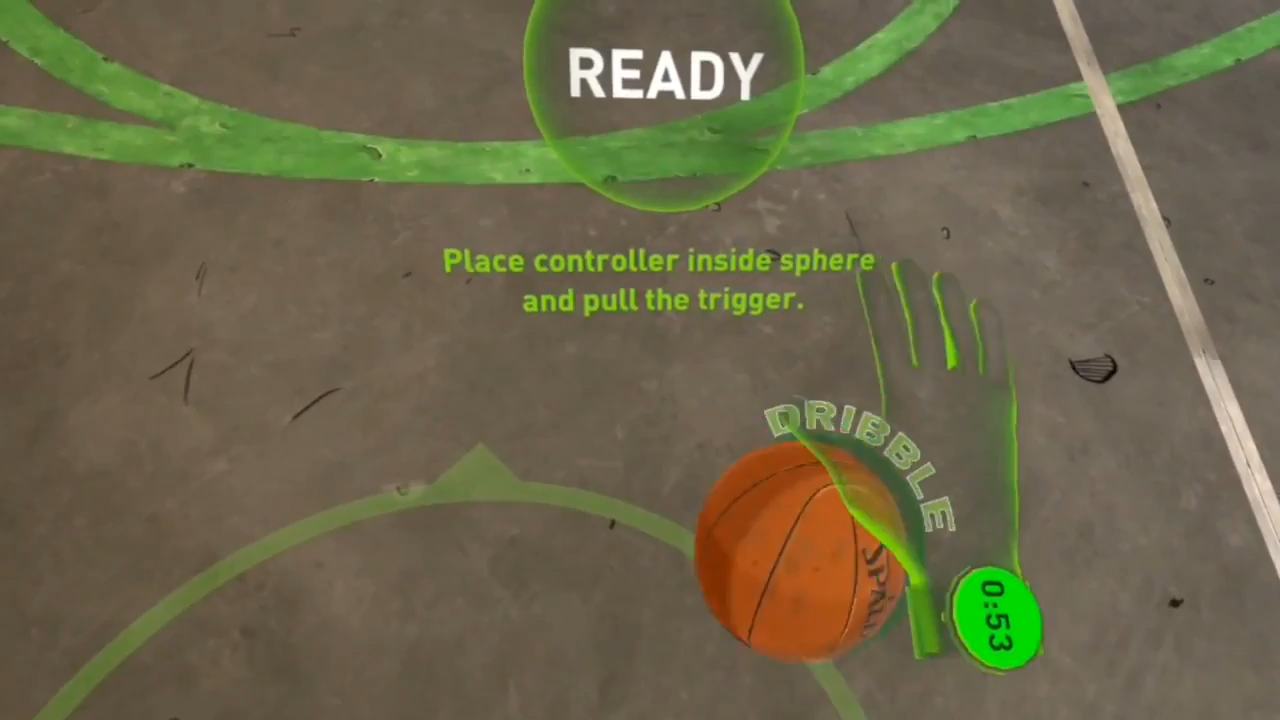 READY
Place controller inside sphere
and pull the trigger.
DRIBBLE
0:53